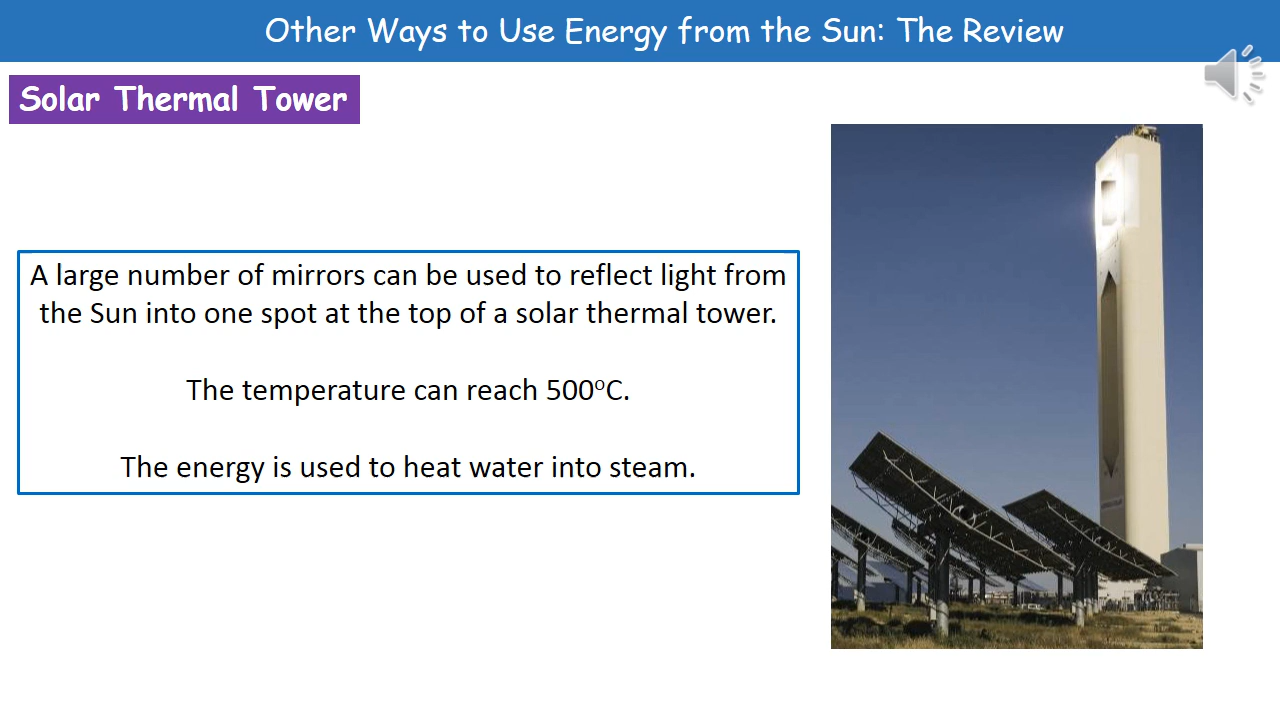 Other Ways to Use Energy from the Sun: The Review
Solar Thermal Tower
A large number of mirrors can be used to reflect light from
the Sun into one spot at the top of a solar thermal tower.
The temperature can reach 500°C.
The energy is used to heat water into steam.